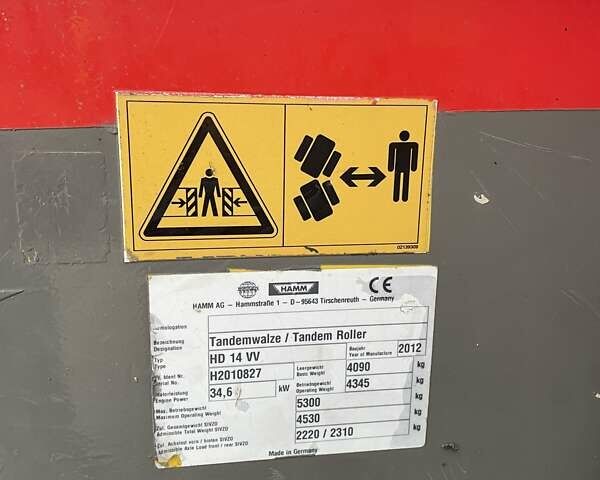 02139309
HAMM
CE
HAMM AG – Hammstraße 1 – D–95643 Tirschenreuth – Germany
Homologation
Bezeichnung
Designation
Tandemwalze / Tandem Roller
Typ
Type
HD 14 VV
Baujahr
Year of Manufacture
2012
Ident Nr
Serial No.
H2010827
Leergewicht
Basic Weight
4090 kg
Motorleistung
Engine Power
34,6 kW
Betriebsgewicht
Operating Weight
4345 kg
Max. Betriebsgewicht
Maximum Operating Weight
5300 kg
Zul. Gesamtgewicht StVZO
Admissible Total Weight StVZO
4530 kg
Zul. Achslast vorn / hinten StVZO
Admissible Axle Load front / rear StVZO
2220 / 2310 kg
Made in Germany